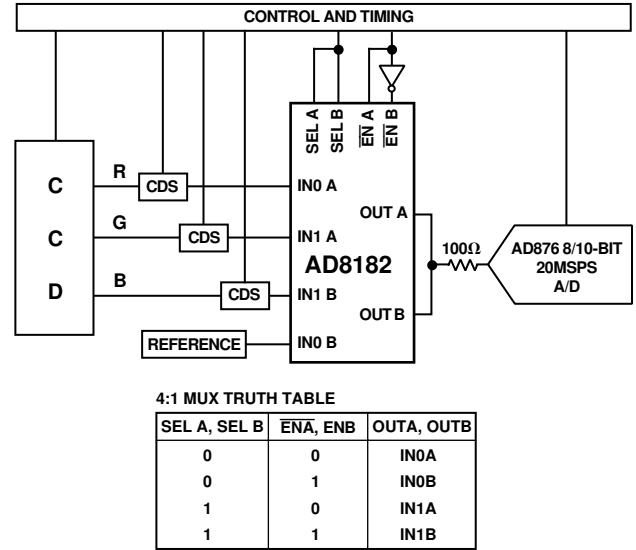 CONTROL AND TIMING
SEL A
SEL B
EN A
EN B
C
C
D
R
CDS
IN0 A
G
CDS
IN1 A
B
CDS
IN1 B
REFERENCE
IN0 B
AD8182
OUT A
OUT B
100Ω
AD876 8/10-BIT
20MSPS
A/D
4:1 MUX TRUTH TABLE
SEL A, SEL B ENA, ENB OUTA, OUTB
0 0 IN0A
0 1 IN0B
1 0 IN1A
1 1 IN1B